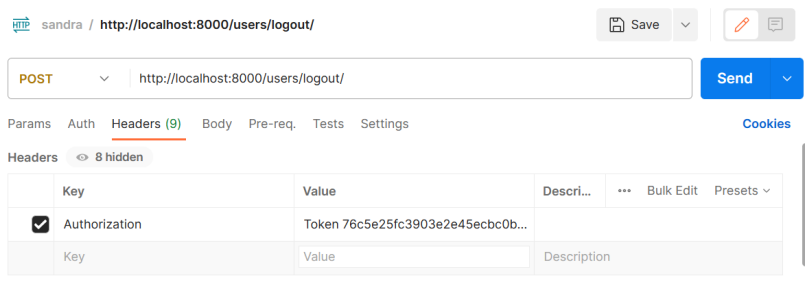 HTTP sandra / http://localhost:8000/users/logout/ Save
POST http://localhost:8000/users/logout/ Send
Params Auth Headers (9) Body Pre-req. Tests Settings Cookies
Headers 8 hidden
Key Value Descri... ••• Bulk Edit Presets
Authorization Token 76c5e25fc3903e2e45ecbc0b...
Key Value Description